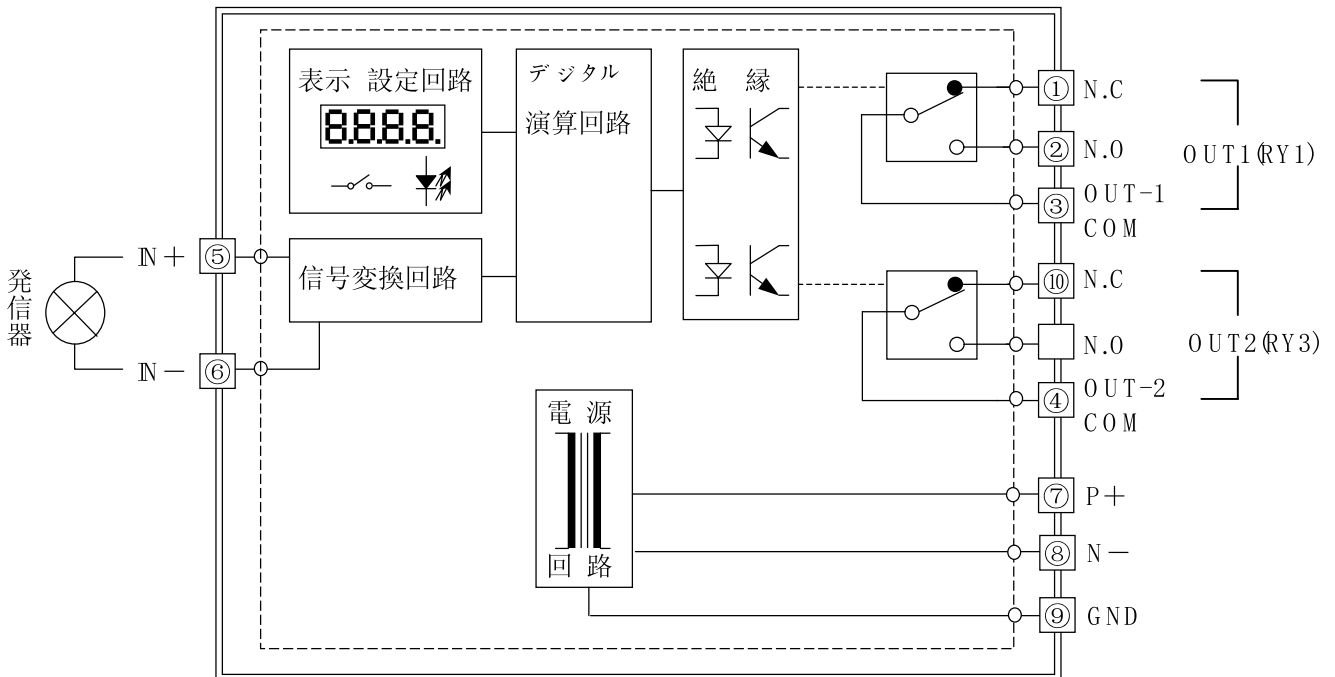 表示 設定回路
8.8.8.8.
デジタル
演算回路
絶 縁
① N.C
② N.O
③ OUT-1
COM
OUT1(RY1)
発信器
IN+ ⑤
IN- ⑥
信号変換回路
⑩ N.C
N.O
④ OUT-2
COM
OUT2(RY3)
電 源
回 路
⑦ P+
⑧ N-
⑨ GND